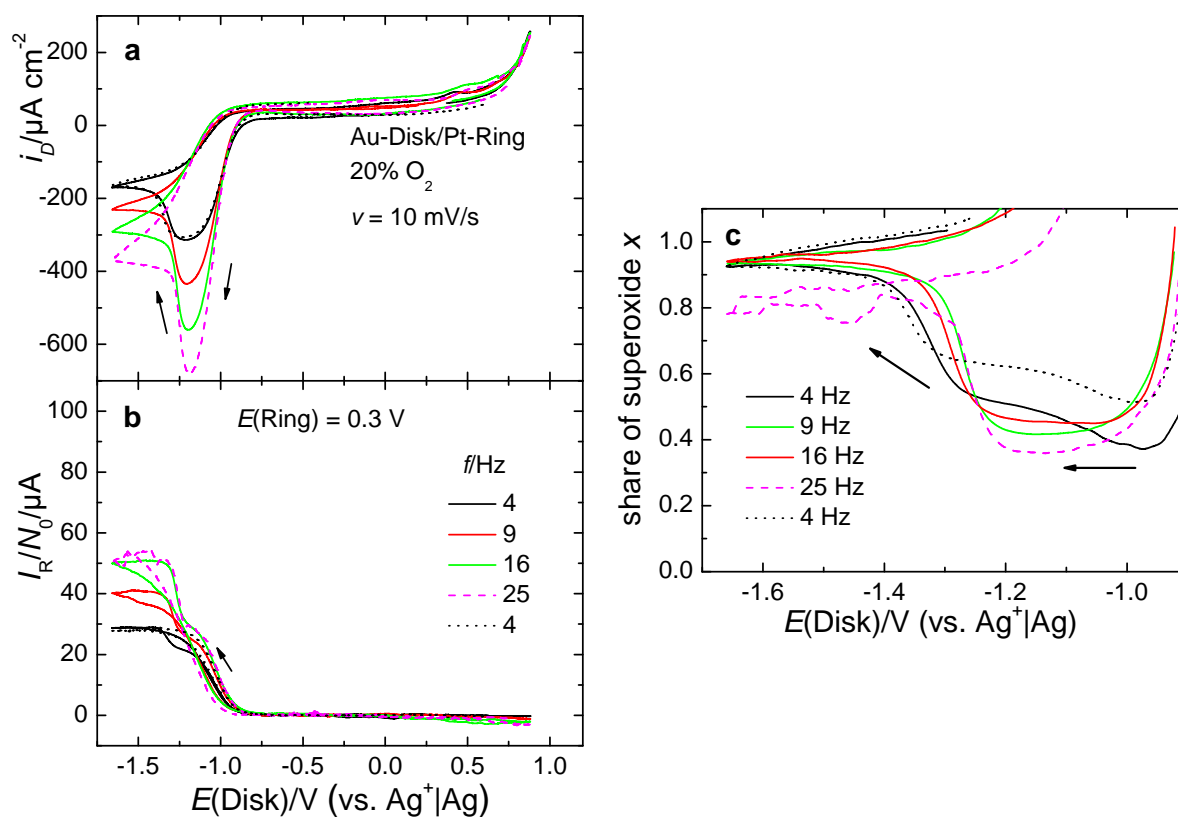 a
200
0
-200
-400
-600
i_D/µA cm⁻²
Au-Disk/Pt-Ring
20% O₂
v = 10 mV/s
b
100
80
60
40
20
0
I_R/N₀/µA
E(Ring) = 0.3 V
f/Hz
4
9
16
25
4
-1.5 -1.0 -0.5 0.0 0.5 1.0
E(Disk)/V (vs. Ag⁺|Ag)
c
1.0
0.8
0.6
0.4
0.2
0.0
share of superoxide x
4 Hz
9 Hz
16 Hz
25 Hz
4 Hz
-1.6 -1.4 -1.2 -1.0
E(Disk)/V (vs. Ag⁺|Ag)